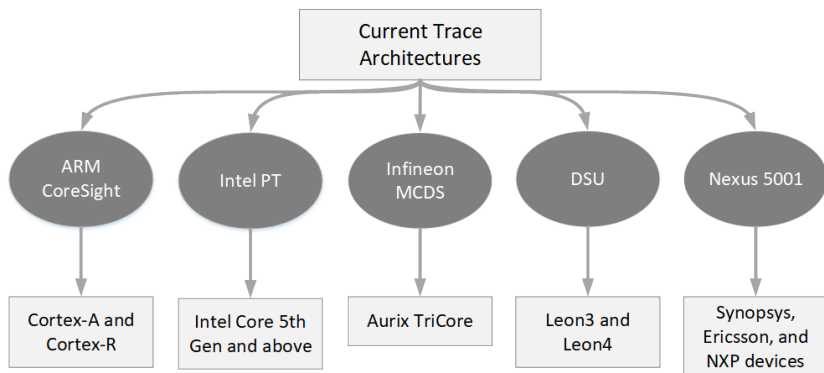 Current Trace
Architectures
ARM
CoreSight
Intel PT
Infineon
MCDS
DSU
Nexus 5001
Cortex-A and
Cortex-R
Intel Core 5th
Gen and above
Aurix TriCore
Leon3 and
Leon4
Synopsys,
Ericsson, and
NXP devices